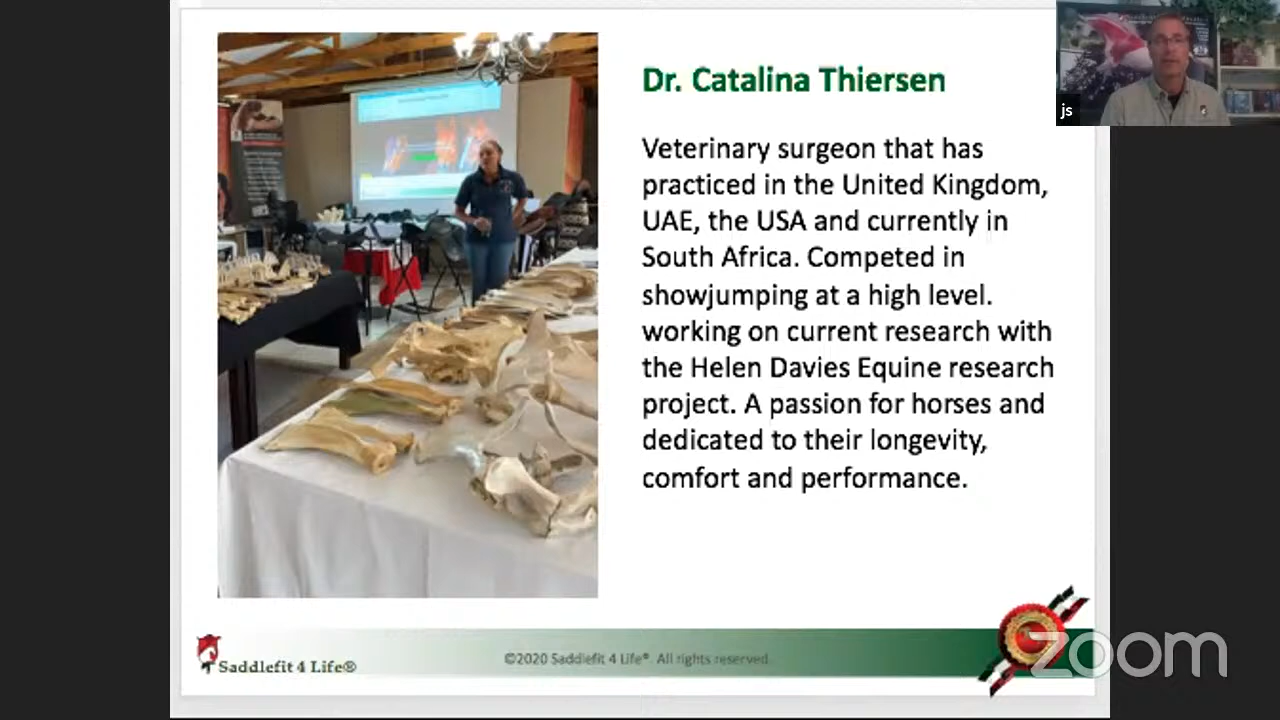 Dr. Catalina Thiersen
js
Veterinary surgeon that has
practiced in the United Kingdom,
UAE, the USA and currently in
South Africa. Competed in
showjumping at a high level.
working on current research with
the Helen Davies Equine research
project. A passion for horses and
dedicated to their longevity,
comfort and performance.
Saddlefit 4 Life®
©2020 Saddlefit 4 Life®. All rights reserved.
zoom